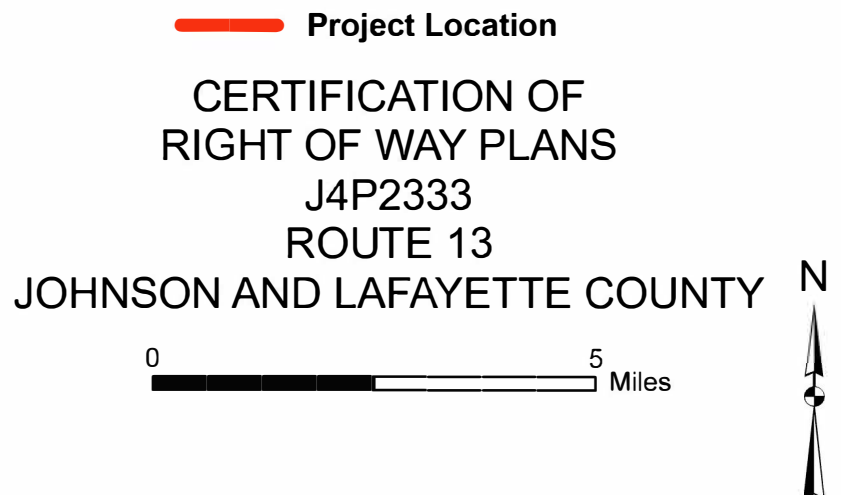 Project Location
CERTIFICATION OF
RIGHT OF WAY PLANS
J4P2333
ROUTE 13
JOHNSON AND LAFAYETTE COUNTY
N
0 5
Miles